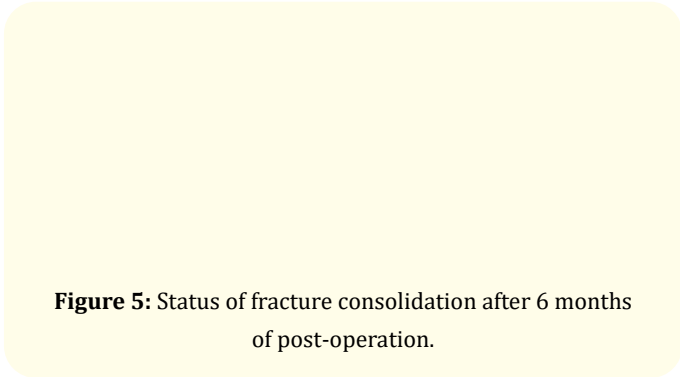 Figure 5: Status of fracture consolidation after 6 months
of post-operation.